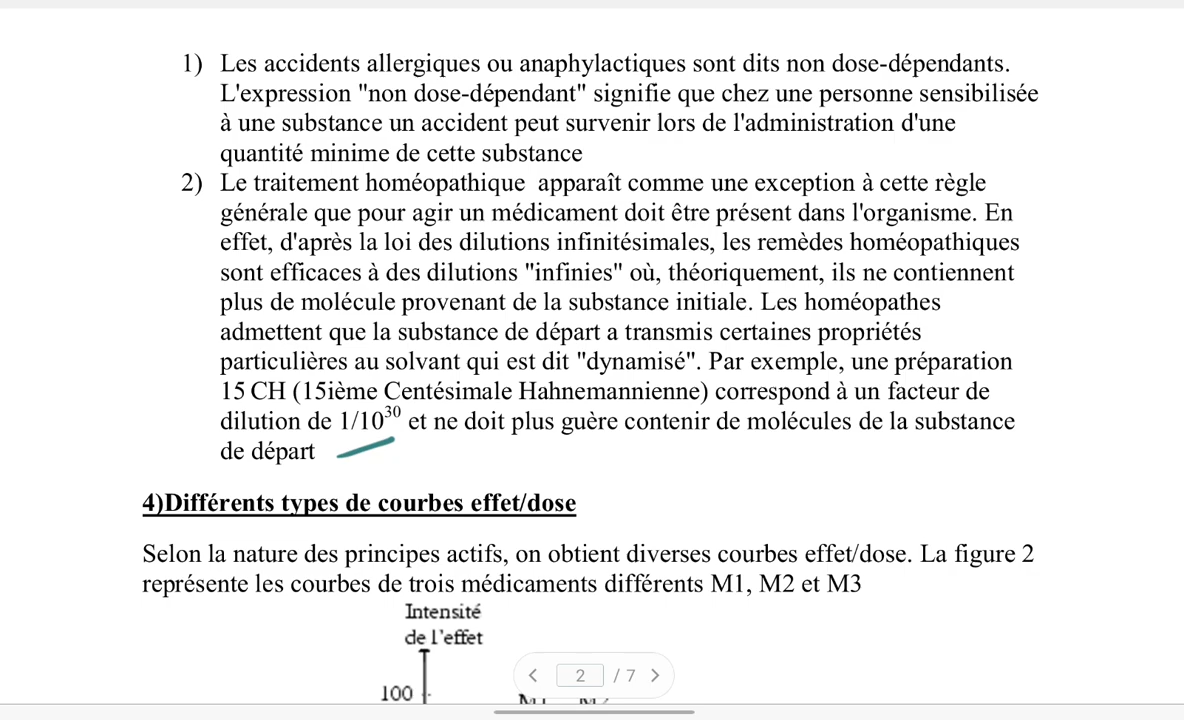 1) Les accidents allergiques ou anaphylactiques sont dits non dose-dépendants.
L'expression "non dose-dépendant" signifie que chez une personne sensibilisée
à une substance un accident peut survenir lors de l'administration d'une
quantité minime de cette substance
2) Le traitement homéopathique apparaît comme une exception à cette règle
générale que pour agir un médicament doit être présent dans l'organisme. En
effet, d'après la loi des dilutions infinitésimales, les remèdes homéopathiques
sont efficaces à des dilutions "infinies" où, théoriquement, ils ne contiennent
plus de molécule provenant de la substance initiale. Les homéopathes
admettent que la substance de départ a transmis certaines propriétés
particulières au solvant qui est dit "dynamisé". Par exemple, une préparation
15 CH (15ième Centésimale Hahnemannienne) correspond à un facteur de
dilution de 1/10³⁰ et ne doit plus guère contenir de molécules de la substance
de départ
4)Différents types de courbes effet/dose
Selon la nature des principes actifs, on obtient diverses courbes effet/dose. La figure 2
représente les courbes de trois médicaments différents M1, M2 et M3
Intensité
de l'effet
100
2 / 7